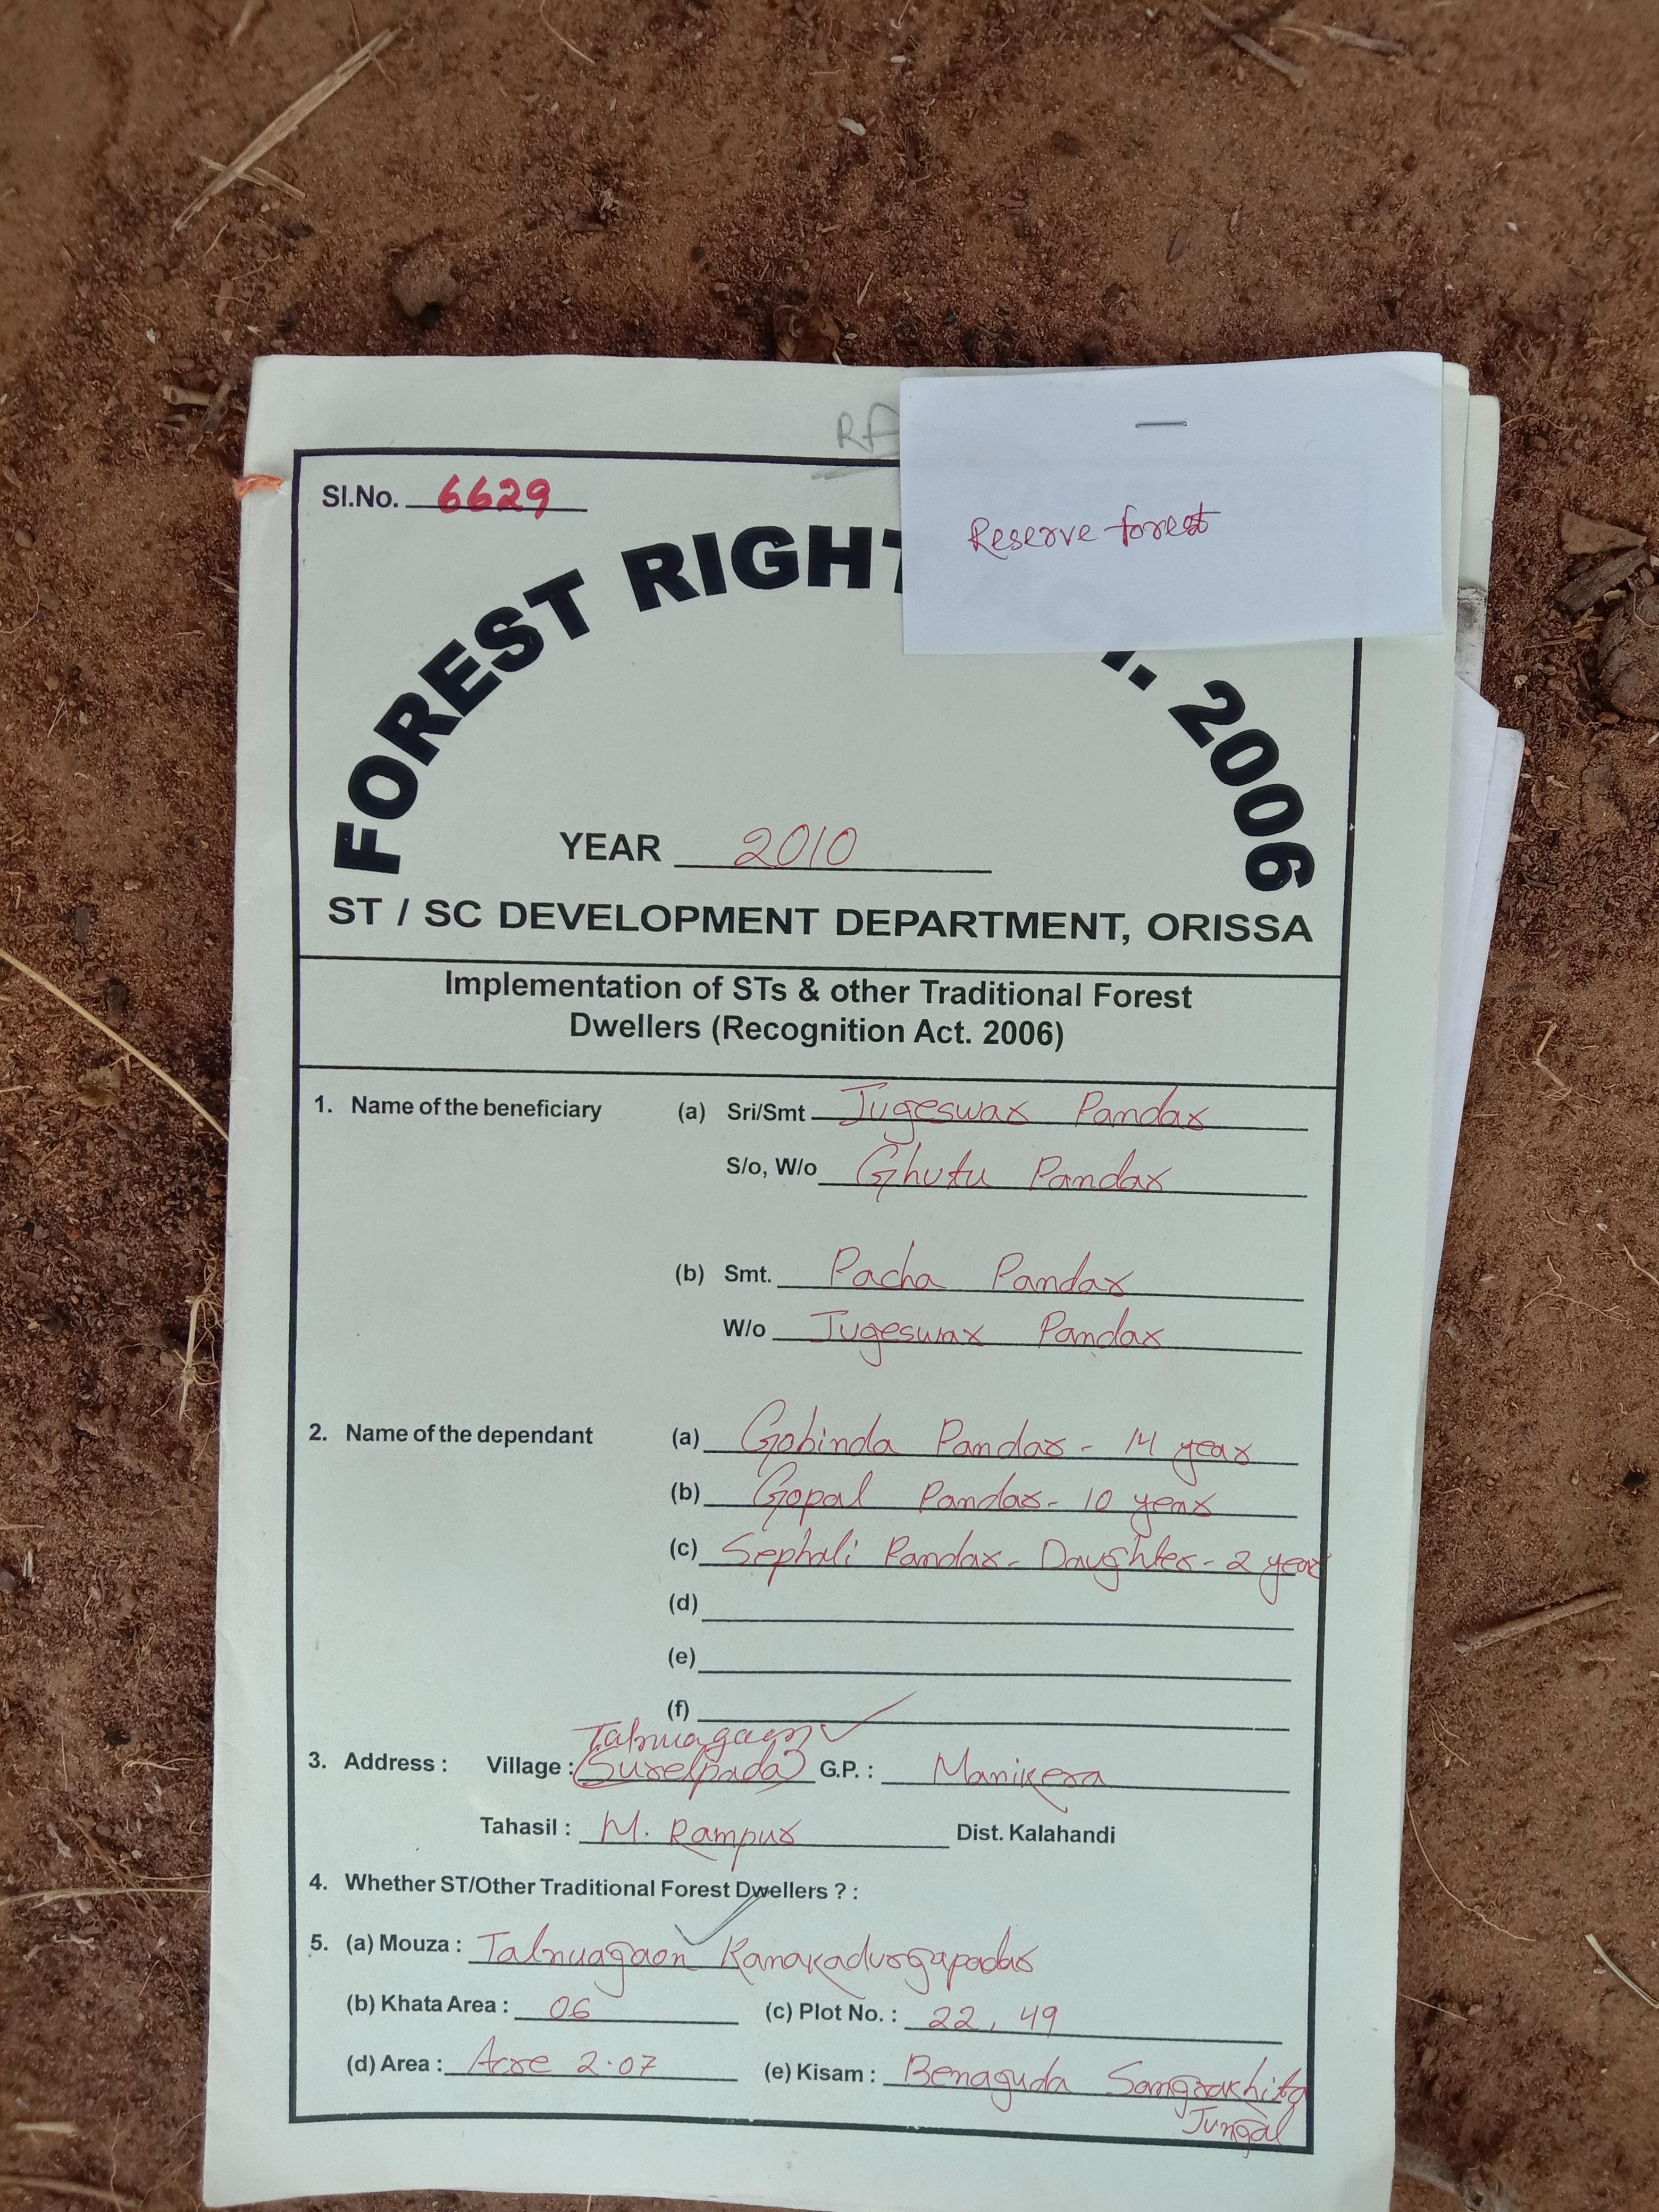 RF
Reserve forest
Sl.No. 6629
FOREST RIGHT
. 2006
YEAR 2010
ST / SC DEVELOPMENT DEPARTMENT, ORISSA
Implementation of STs & other Traditional Forest
Dwellers (Recognition Act. 2006)
1. Name of the beneficiary (a) Sri/Smt Jugeswar Pandar
S/o, W/o Ghutu Pandar
(b) Smt. Pacha Pandar
W/o Jugeswar Pandar
2. Name of the dependant (a) Gobinda Pandar - 14 year
(b) Gopal Pandar - 10 year
(c) Sephali Pandar - Daughter - 2 year
(d)
(e)
(f)
Talnuagaon
3. Address : Village : Surelpada G.P. : Manikera
Tahasil : M. Rampur Dist. Kalahandi
4. Whether ST/Other Traditional Forest Dwellers ? :
5. (a) Mouza : Talnuagaon Kanakadurgapadar
(b) Khata Area : 06 (c) Plot No. : 22, 49
(d) Area : Acre 2.07 (e) Kisam : Benaguda Sangrakhita
Jungal